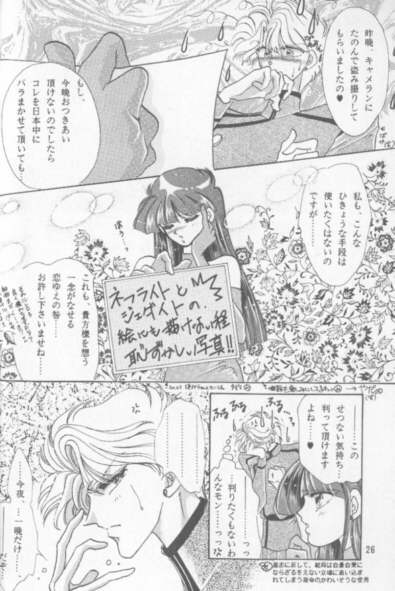 昨晩、キャメランに
たのんで盗み撮りして
もらいましたの♥
もし、
今晩おつきあい
頂けないのでしたら
コレを日本中に
バラまかせて頂いても…
私も、こんな
ひきょうな手段は
使いたくはないの
ですが……
ネフライトと
ジェダイトの、
絵にも描けない程
恥ずかしい写真!!
これも、貴方様を想う
一念がなせる
恋ゆえの咎…
お許し下さいませね……
……この
せつない気持ち…
判って頂けます
よね…
ふる
ふる
ふる
……判りたくもないわ
んなモン……っっ
……今夜、…一晩だけ……
26